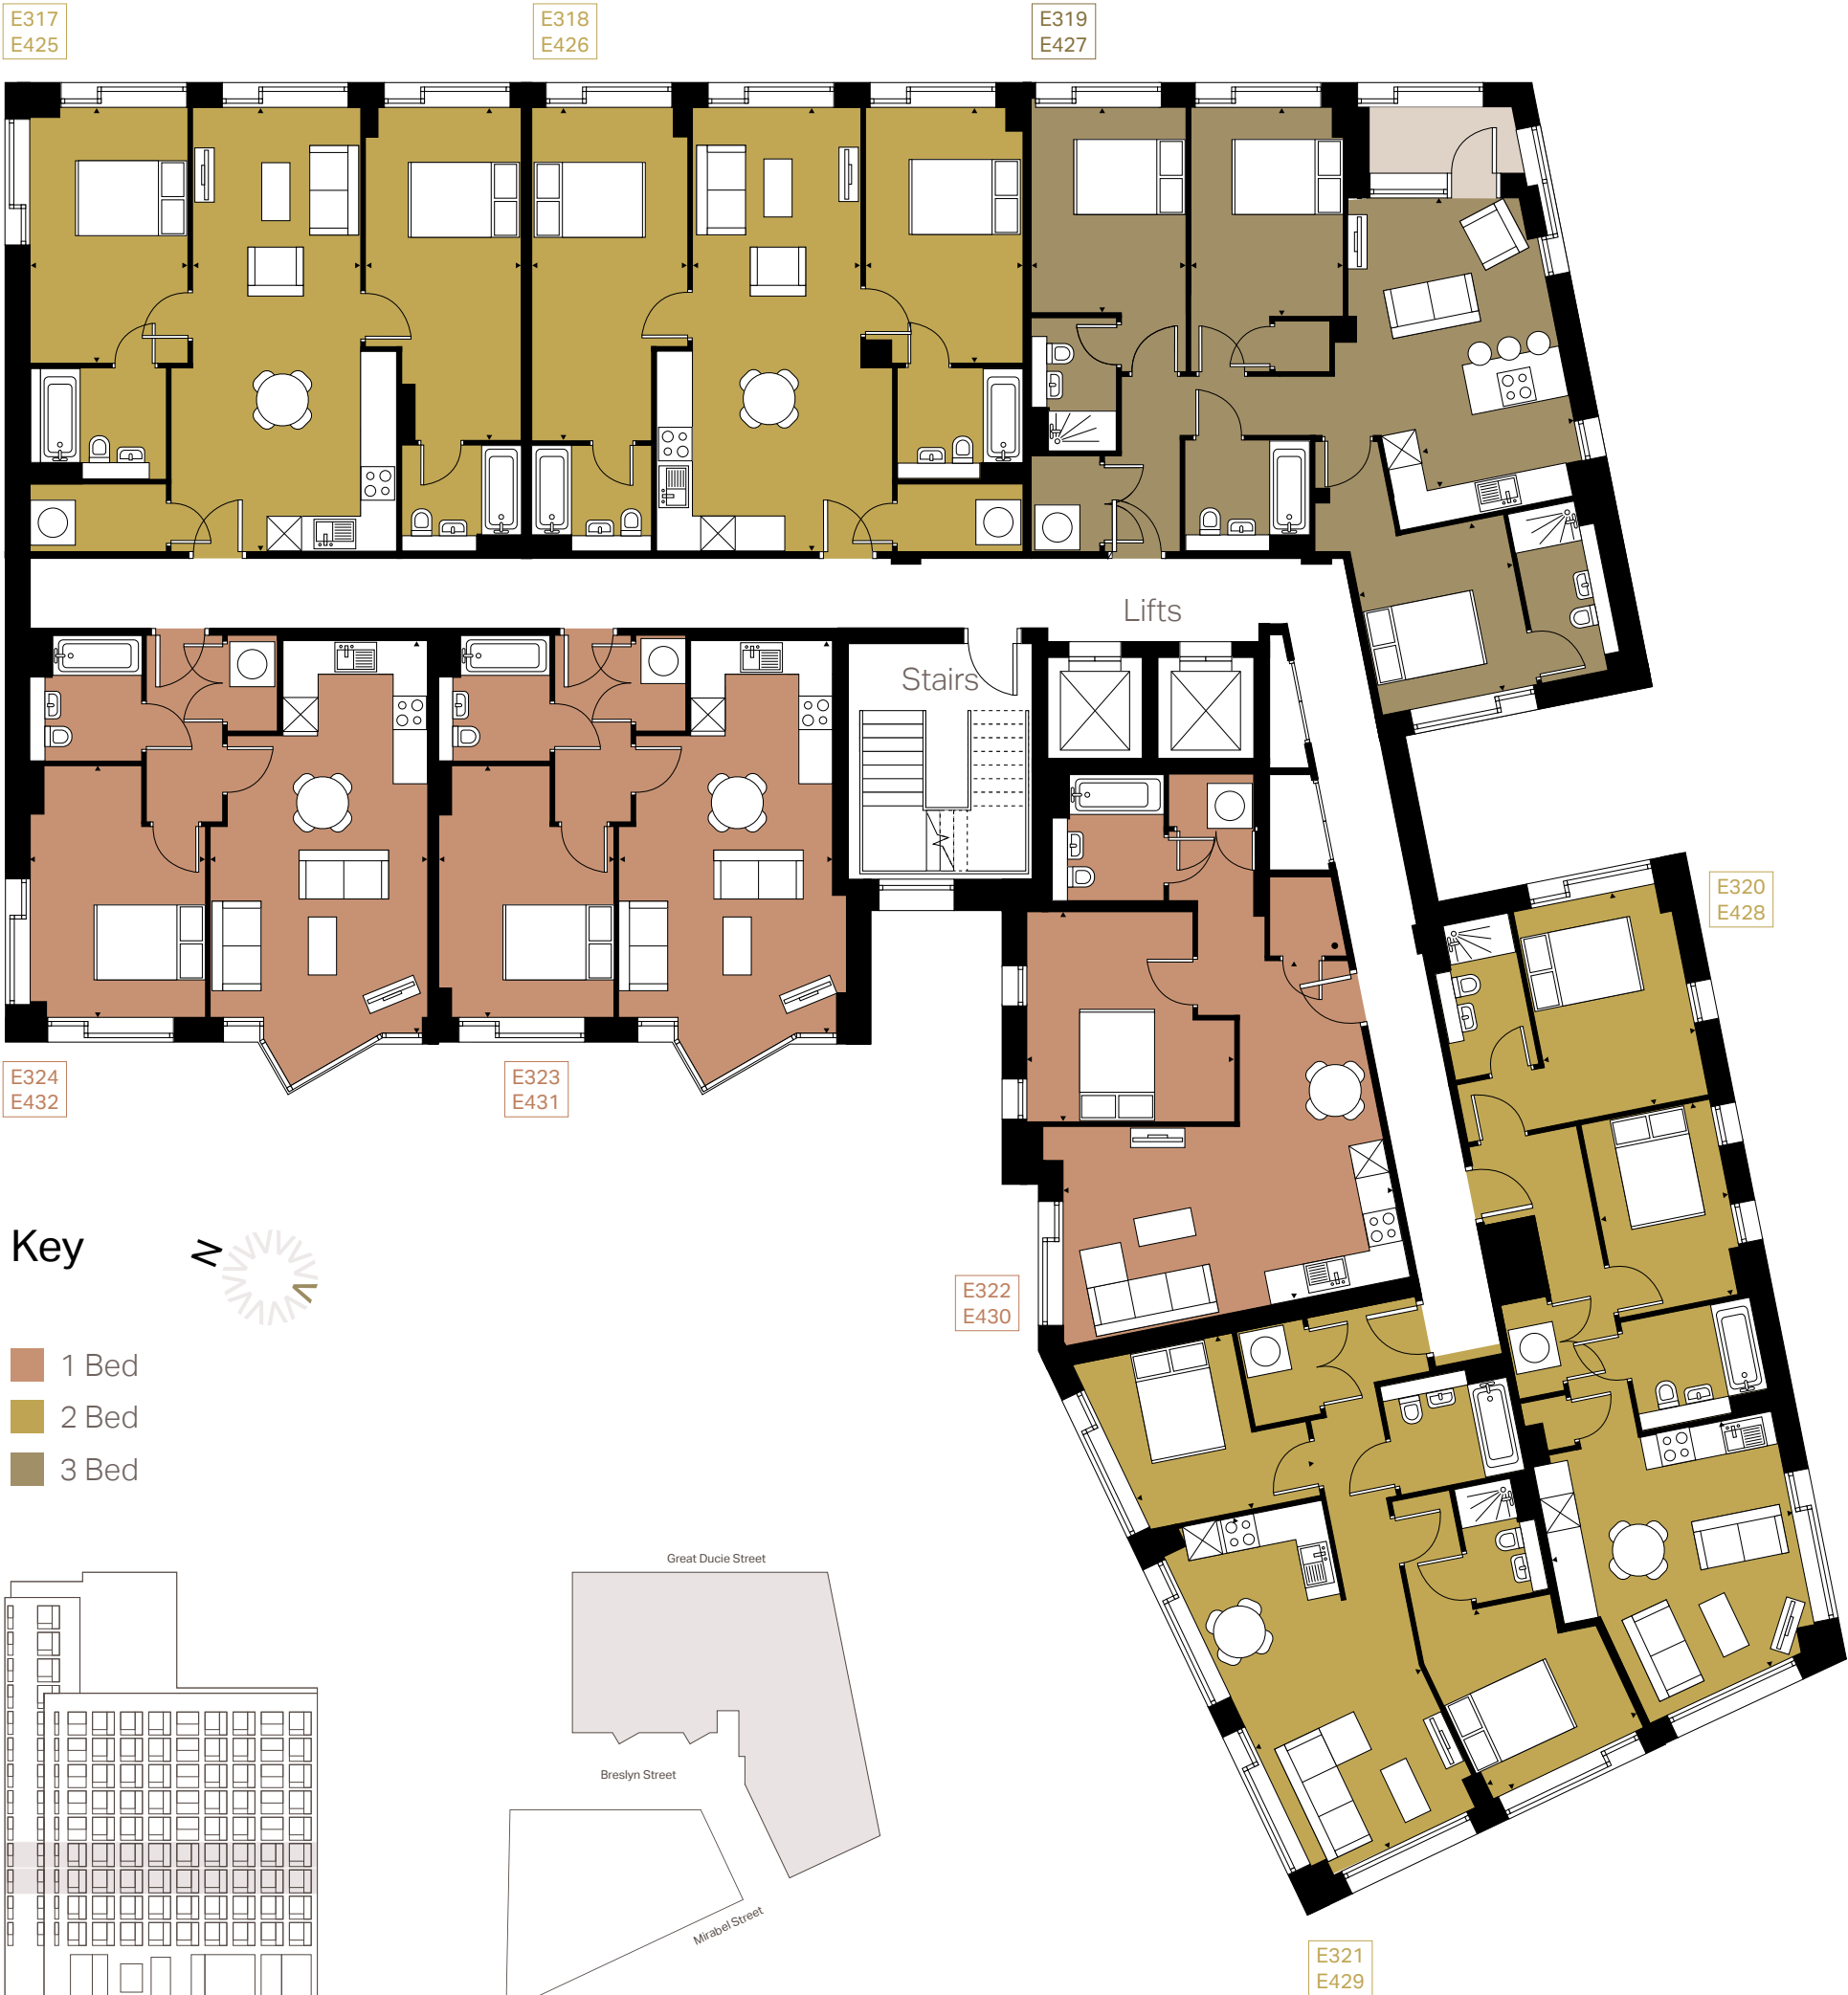 E317
E425
E318
E426
E319
E427
Lifts
Stairs
E320
E428
E324
E432
E323
E431
Key
N
E322
E430
1 Bed
2 Bed
3 Bed
Great Ducie Street
Breslyn Street
Mirabel Street
E321
E429